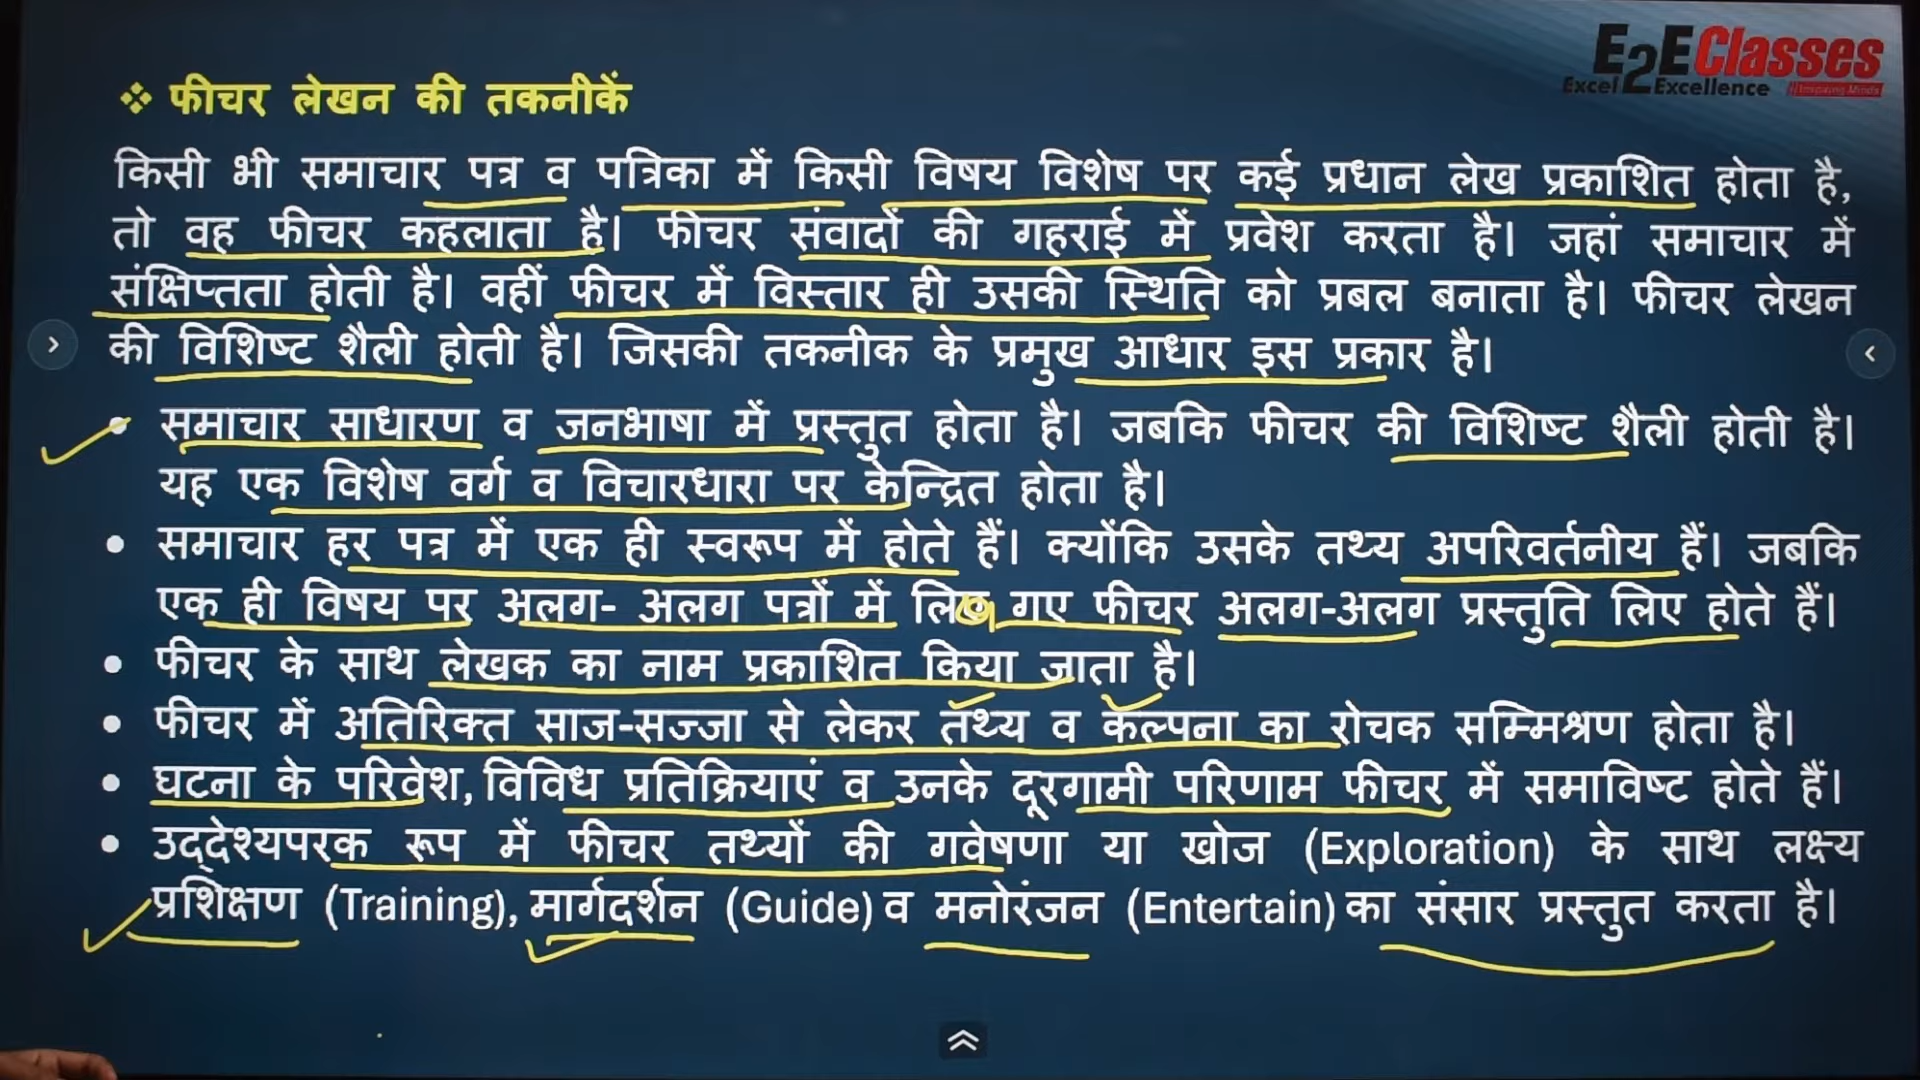 E2E Classes
Excel 2 Excellence Inspiring Minds
❖ फीचर लेखन की तकनीकें
किसी भी समाचार पत्र व पत्रिका में किसी विषय विशेष पर कई प्रधान लेख प्रकाशित होता है,
तो वह फीचर कहलाता है। फीचर संवादों की गहराई में प्रवेश करता है। जहां समाचार में
संक्षिप्तता होती है। वहीं फीचर में विस्तार ही उसकी स्थिति को प्रबल बनाता है। फीचर लेखन
की विशिष्ट शैली होती है। जिसकी तकनीक के प्रमुख आधार इस प्रकार है।
• समाचार साधारण व जनभाषा में प्रस्तुत होता है। जबकि फीचर की विशिष्ट शैली होती है।
यह एक विशेष वर्ग व विचारधारा पर केन्द्रित होता है।
• समाचार हर पत्र में एक ही स्वरूप में होते हैं। क्योंकि उसके तथ्य अपरिवर्तनीय हैं। जबकि
एक ही विषय पर अलग- अलग पत्रों में लिखे गए फीचर अलग-अलग प्रस्तुति लिए होते हैं।
• फीचर के साथ लेखक का नाम प्रकाशित किया जाता है।
• फीचर में अतिरिक्त साज-सज्जा से लेकर तथ्य व कल्पना का रोचक सम्मिश्रण होता है।
• घटना के परिवेश, विविध प्रतिक्रियाएं व उनके दूरगामी परिणाम फीचर में समाविष्ट होते हैं।
• उद्देश्यपरक रूप में फीचर तथ्यों की गवेषणा या खोज (Exploration) के साथ लक्ष्य
प्रशिक्षण (Training), मार्गदर्शन (Guide) व मनोरंजन (Entertain) का संसार प्रस्तुत करता है।